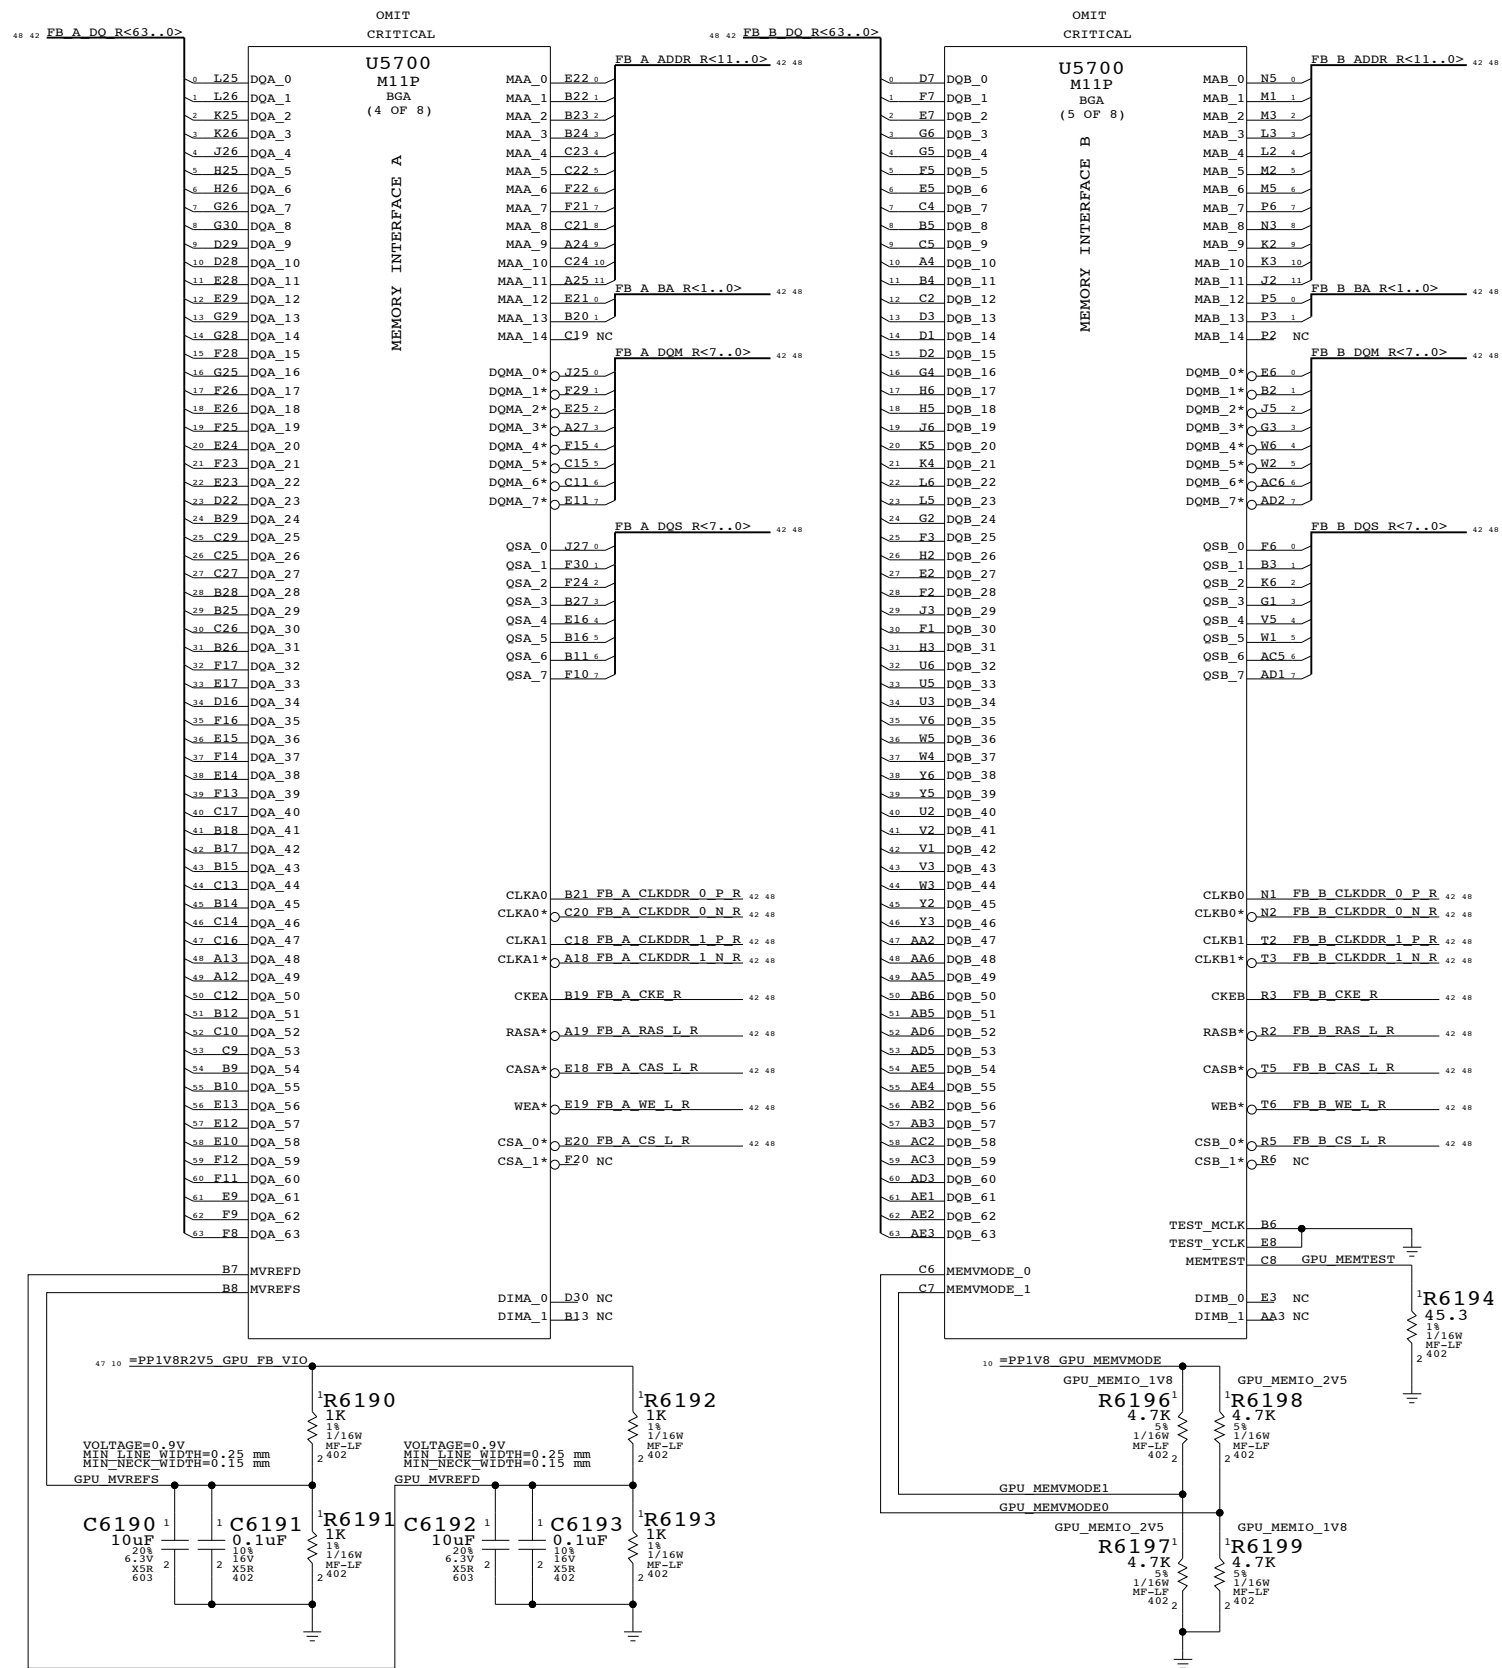 OMIT
CRITICAL
48 42 FB_A_DQ_R<63..0>
U5700
M11P
BGA
(4 OF 8)
MEMORY INTERFACE A
0 L25 DQA_0
1 L26 DQA_1
2 K25 DQA_2
3 K26 DQA_3
4 J26 DQA_4
5 H25 DQA_5
6 H26 DQA_6
7 G26 DQA_7
8 G30 DQA_8
9 D29 DQA_9
10 D28 DQA_10
11 E28 DQA_11
12 E29 DQA_12
13 G29 DQA_13
14 G28 DQA_14
15 F28 DQA_15
16 G25 DQA_16
17 F26 DQA_17
18 E26 DQA_18
19 F25 DQA_19
20 E24 DQA_20
21 F23 DQA_21
22 E23 DQA_22
23 D22 DQA_23
24 B29 DQA_24
25 C29 DQA_25
26 C25 DQA_26
27 C27 DQA_27
28 B28 DQA_28
29 B25 DQA_29
30 C26 DQA_30
31 B26 DQA_31
32 F17 DQA_32
33 E17 DQA_33
34 D16 DQA_34
35 F16 DQA_35
36 E15 DQA_36
37 F14 DQA_37
38 E14 DQA_38
39 F13 DQA_39
40 C17 DQA_40
41 B18 DQA_41
42 B17 DQA_42
43 B15 DQA_43
44 C13 DQA_44
45 B14 DQA_45
46 C14 DQA_46
47 C16 DQA_47
48 A13 DQA_48
49 A12 DQA_49
50 C12 DQA_50
51 B12 DQA_51
52 C10 DQA_52
53 C9 DQA_53
54 B9 DQA_54
55 B10 DQA_55
56 E13 DQA_56
57 E12 DQA_57
58 E10 DQA_58
59 F12 DQA_59
60 F11 DQA_60
61 E9 DQA_61
62 F9 DQA_62
63 F8 DQA_63
B7 MVREFD
B8 MVREFS
FB_A_ADDR_R<11..0> 42 48
MAA_0 E22 0
MAA_1 B22 1
MAA_2 B23 2
MAA_3 B24 3
MAA_4 C23 4
MAA_5 C22 5
MAA_6 F22 6
MAA_7 F21 7
MAA_8 C21 8
MAA_9 A24 9
MAA_10 C24 10
MAA_11 A25 11
FB_A_BA_R<1..0> 42 48
MAA_12 E21 0
MAA_13 B20 1
MAA_14 C19 NC
FB_A_DQM_R<7..0> 42 48
DQMA_0* J25 0
DQMA_1* F29 1
DQMA_2* E25 2
DQMA_3* A27 3
DQMA_4* F15 4
DQMA_5* C15 5
DQMA_6* C11 6
DQMA_7* E11 7
FB_A_DQS_R<7..0> 42 48
QSA_0 J27 0
QSA_1 F30 1
QSA_2 F24 2
QSA_3 B27 3
QSA_4 E16 4
QSA_5 B16 5
QSA_6 B11 6
QSA_7 F10 7
CLKA0 B21 FB_A_CLKDDR_0_P_R 42 48
CLKA0* C20 FB_A_CLKDDR_0_N_R 42 48
CLKA1 C18 FB_A_CLKDDR_1_P_R 42 48
CLKA1* A18 FB_A_CLKDDR_1_N_R 42 48
CKEA B19 FB_A_CKE_R 42 48
RASA* A19 FB_A_RAS_L_R 42 48
CASA* E18 FB_A_CAS_L_R 42 48
WEA* E19 FB_A_WE_L_R 42 48
CSA_0* E20 FB_A_CS_L_R 42 48
CSA_1* F20 NC
DIMA_0 D30 NC
DIMA_1 B13 NC
OMIT
CRITICAL
48 42 FB_B_DQ_R<63..0>
U5700
M11P
BGA
(5 OF 8)
MEMORY INTERFACE B
0 D7 DQB_0
1 F7 DQB_1
2 E7 DQB_2
3 G6 DQB_3
4 G5 DQB_4
5 F5 DQB_5
6 E5 DQB_6
7 C4 DQB_7
8 B5 DQB_8
9 C5 DQB_9
10 A4 DQB_10
11 B4 DQB_11
12 C2 DQB_12
13 D3 DQB_13
14 D1 DQB_14
15 D2 DQB_15
16 G4 DQB_16
17 H6 DQB_17
18 H5 DQB_18
19 J6 DQB_19
20 K5 DQB_20
21 K4 DQB_21
22 L6 DQB_22
23 L5 DQB_23
24 G2 DQB_24
25 F3 DQB_25
26 H2 DQB_26
27 E2 DQB_27
28 F2 DQB_28
29 J3 DQB_29
30 F1 DQB_30
31 H3 DQB_31
32 U6 DQB_32
33 U5 DQB_33
34 U3 DQB_34
35 V6 DQB_35
36 W5 DQB_36
37 W4 DQB_37
38 Y6 DQB_38
39 Y5 DQB_39
40 U2 DQB_40
41 V2 DQB_41
42 V1 DQB_42
43 V3 DQB_43
44 W3 DQB_44
45 Y2 DQB_45
46 Y3 DQB_46
47 AA2 DQB_47
48 AA6 DQB_48
49 AA5 DQB_49
50 AB6 DQB_50
51 AB5 DQB_51
52 AD6 DQB_52
53 AD5 DQB_53
54 AE5 DQB_54
55 AE4 DQB_55
56 AB2 DQB_56
57 AB3 DQB_57
58 AC2 DQB_58
59 AC3 DQB_59
60 AD3 DQB_60
61 AE1 DQB_61
62 AE2 DQB_62
63 AE3 DQB_63
C6 MEMVMODE_0
C7 MEMVMODE_1
FB_B_ADDR_R<11..0> 42 48
MAB_0 N5 0
MAB_1 M1 1
MAB_2 M3 2
MAB_3 L3 3
MAB_4 L2 4
MAB_5 M2 5
MAB_6 M5 6
MAB_7 P6 7
MAB_8 N3 8
MAB_9 K2 9
MAB_10 K3 10
MAB_11 J2 11
FB_B_BA_R<1..0> 42 48
MAB_12 P5 0
MAB_13 P3 1
MAB_14 P2 NC
FB_B_DQM_R<7..0> 42 48
DQMB_0* E6 0
DQMB_1* B2 1
DQMB_2* J5 2
DQMB_3* G3 3
DQMB_4* W6 4
DQMB_5* W2 5
DQMB_6* AC6 6
DQMB_7* AD2 7
FB_B_DQS_R<7..0> 42 48
QSB_0 F6 0
QSB_1 B3 1
QSB_2 K6 2
QSB_3 G1 3
QSB_4 V5 4
QSB_5 W1 5
QSB_6 AC5 6
QSB_7 AD1 7
CLKB0 N1 FB_B_CLKDDR_0_P_R 42 48
CLKB0* N2 FB_B_CLKDDR_0_N_R 42 48
CLKB1 T2 FB_B_CLKDDR_1_P_R 42 48
CLKB1* T3 FB_B_CLKDDR_1_N_R 42 48
CKEB R3 FB_B_CKE_R 42 48
RASB* R2 FB_B_RAS_L_R 42 48
CASB* T5 FB_B_CAS_L_R 42 48
WEB* T6 FB_B_WE_L_R 42 48
CSB_0* R5 FB_B_CS_L_R 42 48
CSB_1* R6 NC
TEST_MCLK B6
TEST_YCLK E8
MEMTEST C8 GPU_MEMTEST
DIMB_0 E3 NC
DIMB_1 AA3 NC
1 R6194
45.3
1%
1/16W
MF-LF
2 402
47 10 =PP1V8R2V5_GPU_FB_VIO
1 R6190
1K
1%
1/16W
MF-LF
2 402
1 R6192
1K
1%
1/16W
MF-LF
2 402
VOLTAGE=0.9V
MIN_LINE_WIDTH=0.25 mm
MIN_NECK_WIDTH=0.15 mm
GPU_MVREFS
VOLTAGE=0.9V
MIN_LINE_WIDTH=0.25 mm
MIN_NECK_WIDTH=0.15 mm
GPU_MVREFD
C6190 1
10uF
20%
6.3V 2
X5R
603
1 C6191
0.1uF
10%
2 16V
X5R
402
1 R6191
1K
1%
1/16W
MF-LF
2 402
C6192 1
10uF
20%
6.3V 2
X5R
603
1 C6193
0.1uF
10%
2 16V
X5R
402
1 R6193
1K
1%
1/16W
MF-LF
2 402
10 =PP1V8_GPU_MEMVMODE
GPU_MEMIO_1V8
R6196 1
4.7K
5%
1/16W
MF-LF
402 2
GPU_MEMIO_2V5
1 R6198
4.7K
5%
1/16W
MF-LF
2 402
GPU_MEMVMODE1
GPU_MEMVMODE0
GPU_MEMIO_2V5
R6197 1
4.7K
5%
1/16W
MF-LF
402 2
GPU_MEMIO_1V8
1 R6199
4.7K
5%
1/16W
MF-LF
2 402